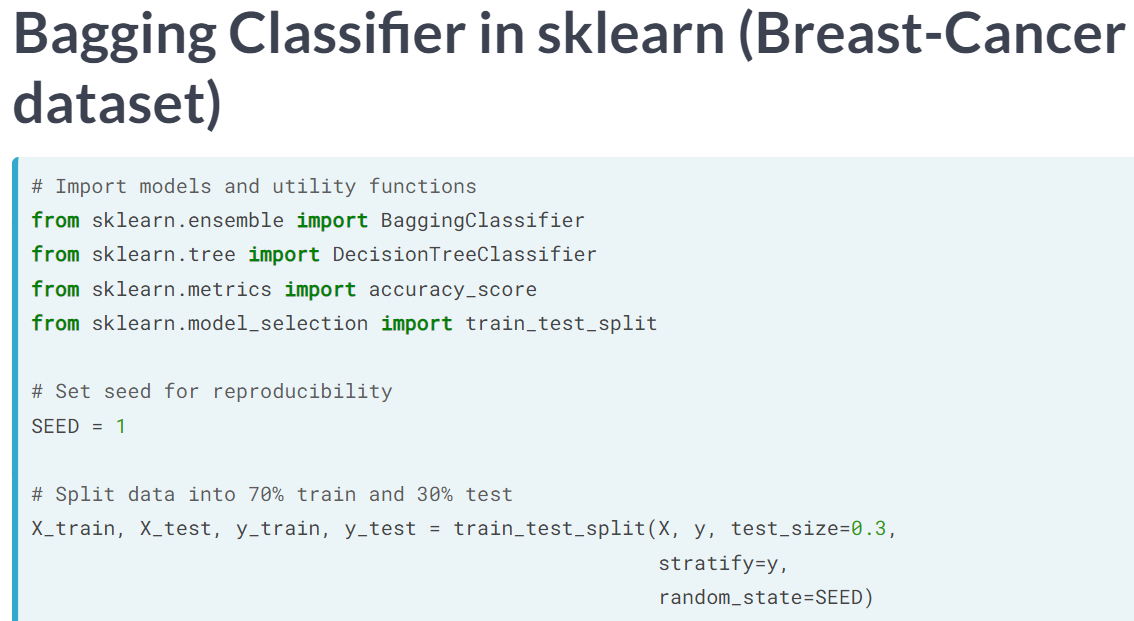 Bagging Classifier in sklearn (Breast-Cancer
dataset)
# Import models and utility functions
from sklearn.ensemble import BaggingClassifier
from sklearn.tree import DecisionTreeClassifier
from sklearn.metrics import accuracy_score
from sklearn.model_selection import train_test_split
# Set seed for reproducibility
SEED = 1
# Split data into 70% train and 30% test
X_train, X_test, y_train, y_test = train_test_split(X, y, test_size=0.3,
stratify=y,
random_state=SEED)